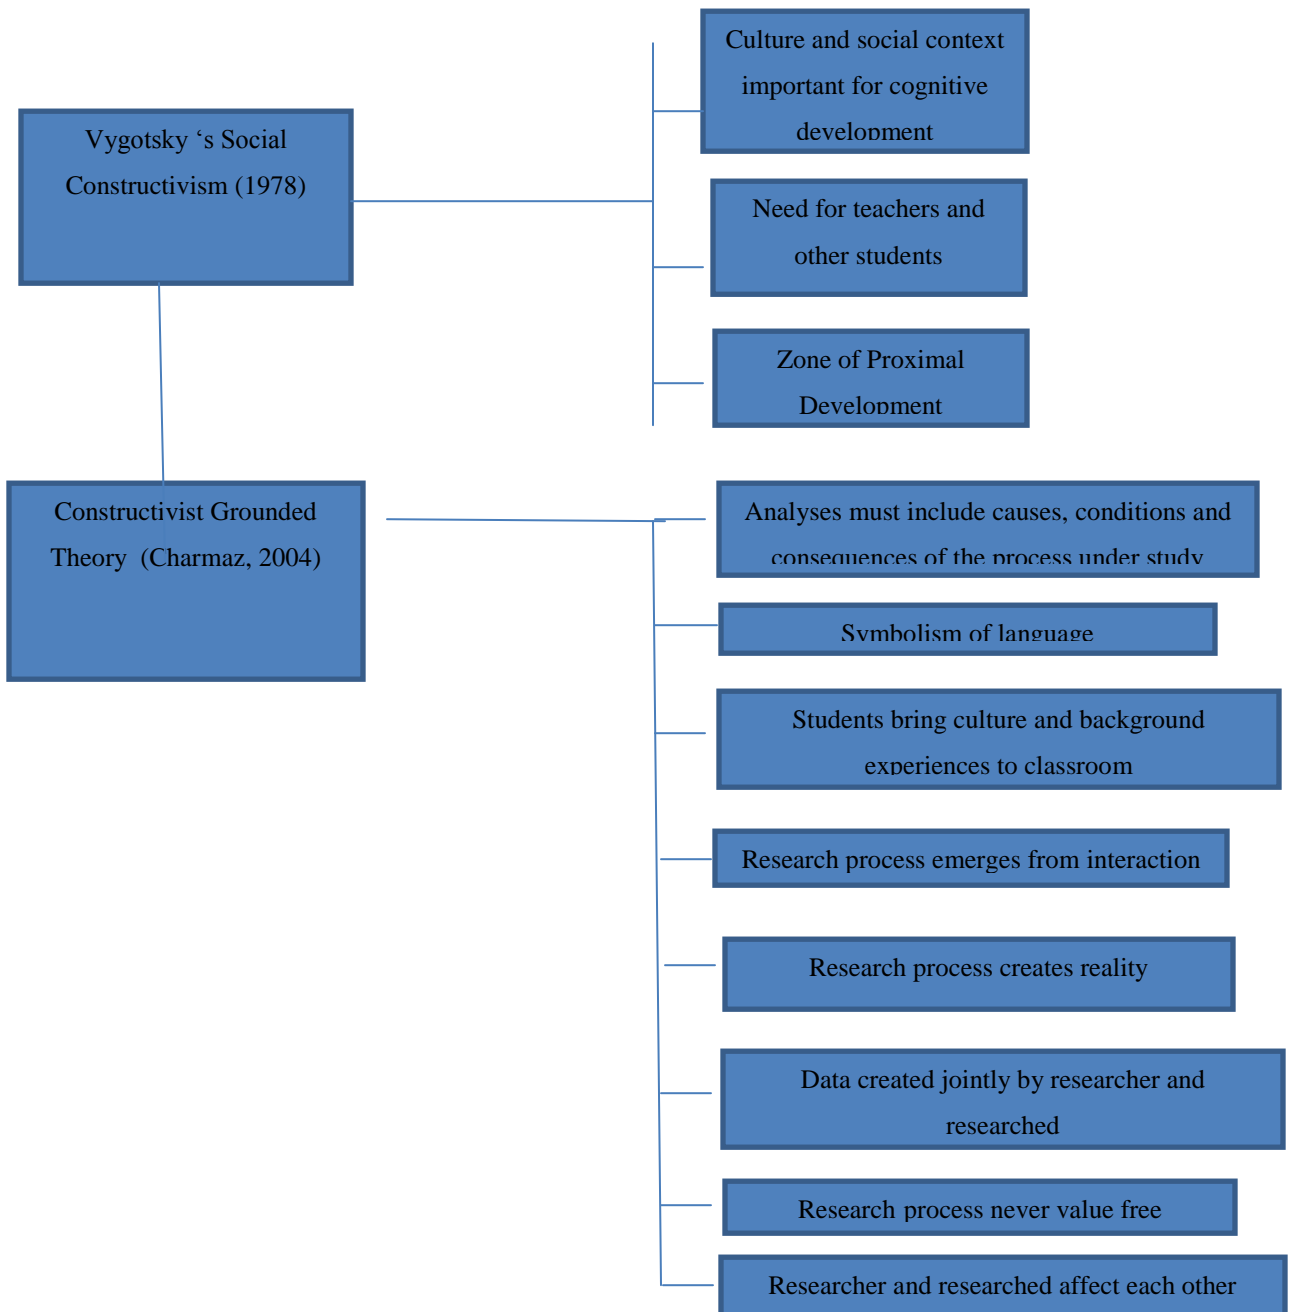 Culture and social context
important for cognitive
development
Vygotsky ‘s Social
Constructivism (1978)
Need for teachers and
other students
Zone of Proximal
Development
Constructivist Grounded
Theory (Charmaz, 2004)
Analyses must include causes, conditions and
consequences of the process under study
Symbolism of language
Students bring culture and background
experiences to classroom
Research process emerges from interaction
Research process creates reality
Data created jointly by researcher and
researched
Research process never value free
Researcher and researched affect each other